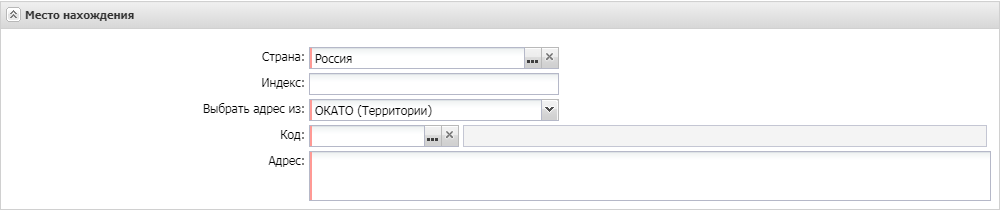 Место нахождения
Страна: Россия
Индекс:
Выбрать адрес из: ОКАТО (Территории)
Код:
Адрес: